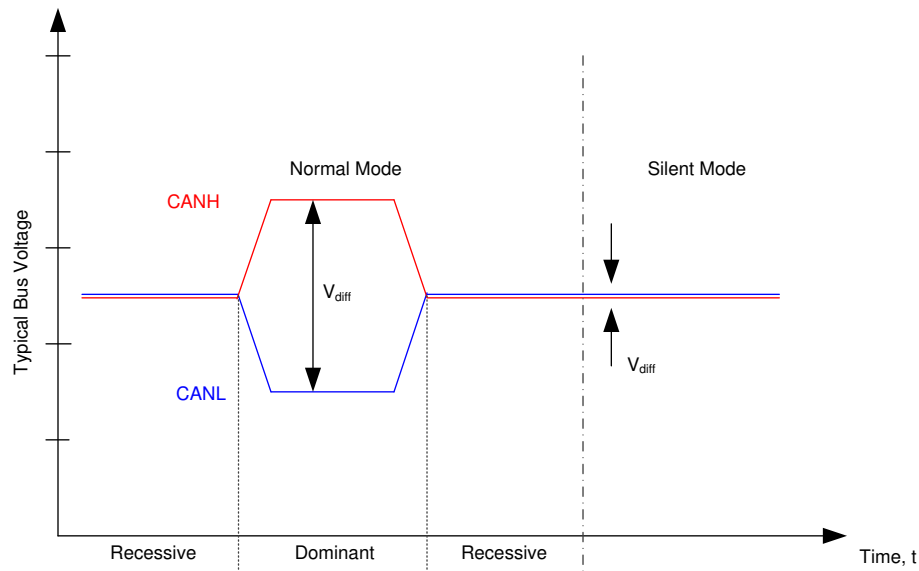 Normal Mode
Silent Mode
CANH
Typical Bus Voltage
Vdiff
Vdiff
CANL
Recessive
Dominant
Recessive
Time, t